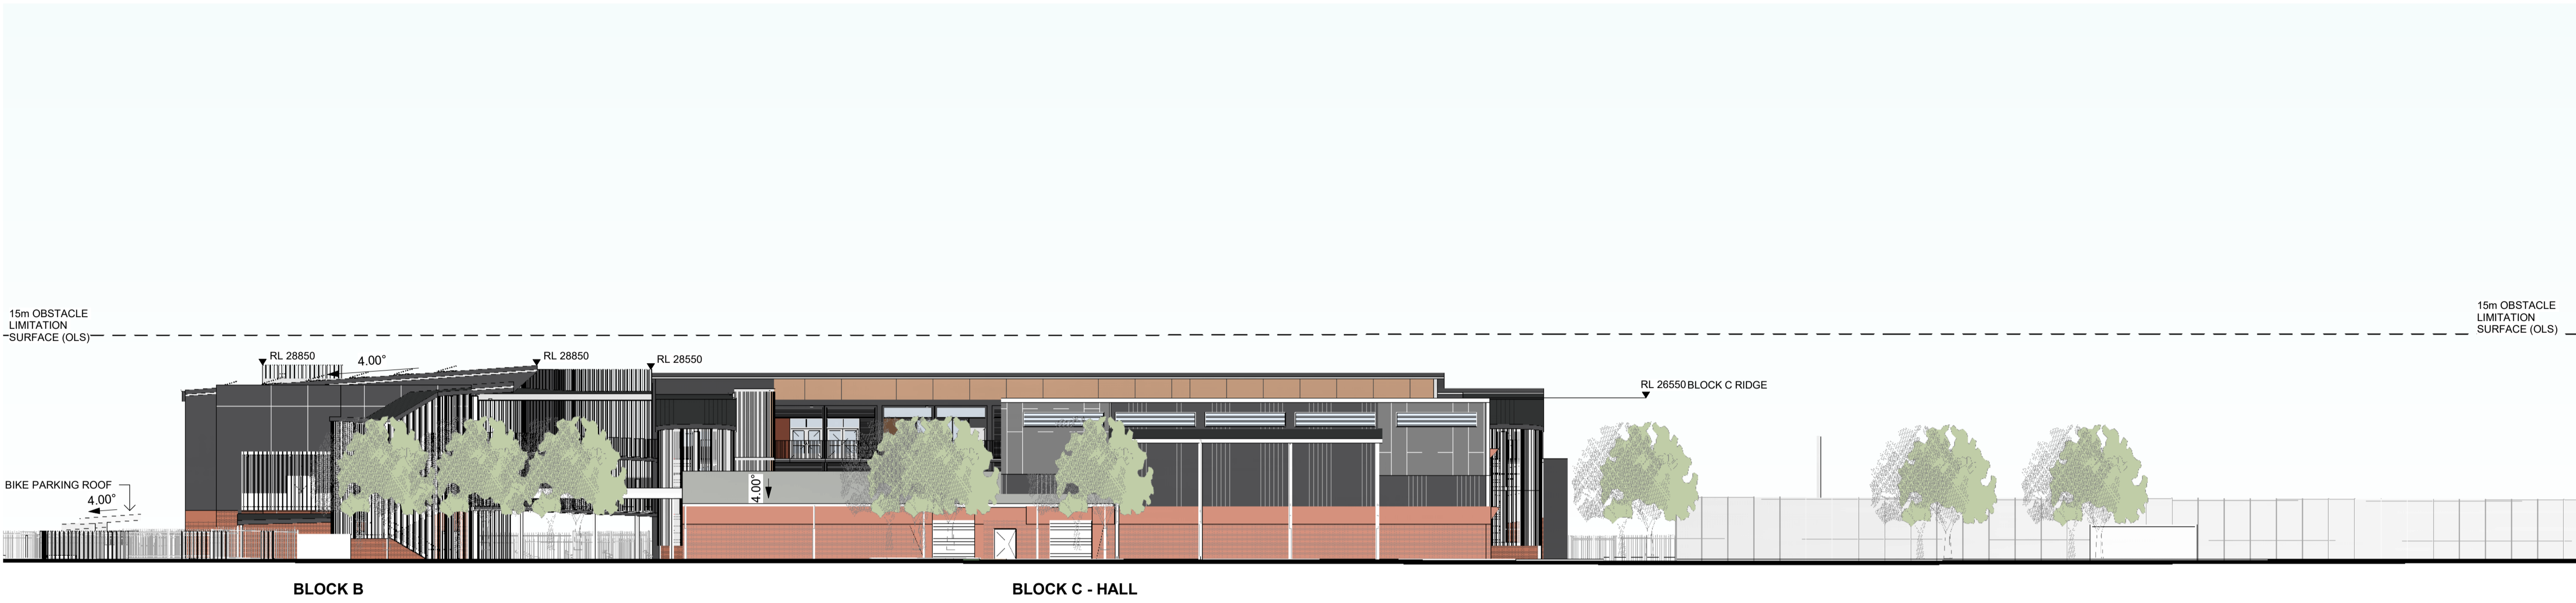 15m OBSTACLE
LIMITATION
SURFACE (OLS)
15m OBSTACLE
LIMITATION
SURFACE (OLS)
RL 28850
4.00°
RL 28850
RL 28550
RL 26550 BLOCK C RIDGE
BIKE PARKING ROOF
4.00°
4.00°
BLOCK B
BLOCK C - HALL